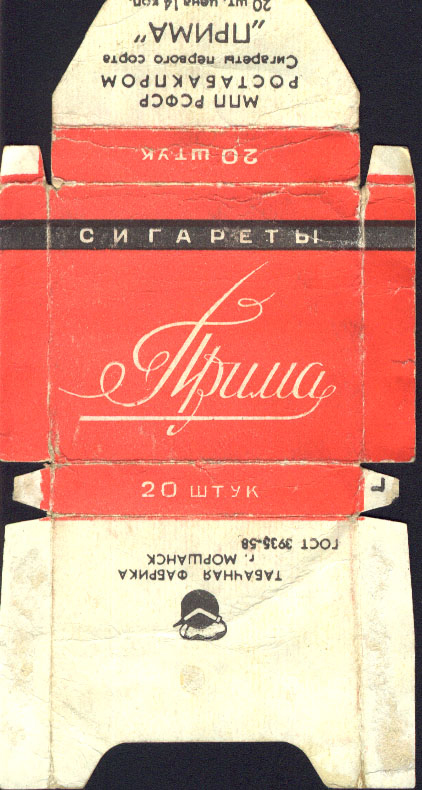 МПП РСФСР
РОСТАБАКПРОМ
Сигареты первого сорта
„ПРИМА“
20 шт. цена 14 коп.
20 ШТУК
СИГАРЕТЫ
Прима
20 ШТУК
Г
ТАБАЧНАЯ ФАБРИКА
г. МОРШАНСК
ГОСТ 3935-58